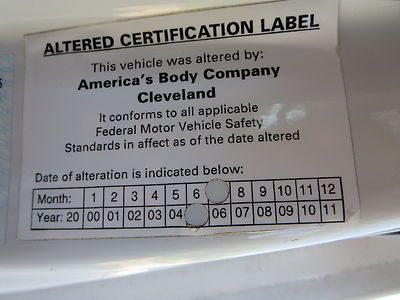 ALTERED CERTIFICATION LABEL
This vehicle was altered by:
America's Body Company
Cleveland
It conforms to all applicable
Federal Motor Vehicle Safety
Standards in affect as of the date altered
Date of alteration is indicated below:
Month: 1 2 3 4 5 6 8 9 10 11 12
Year: 20 00 01 02 03 04 06 07 08 09 10 11